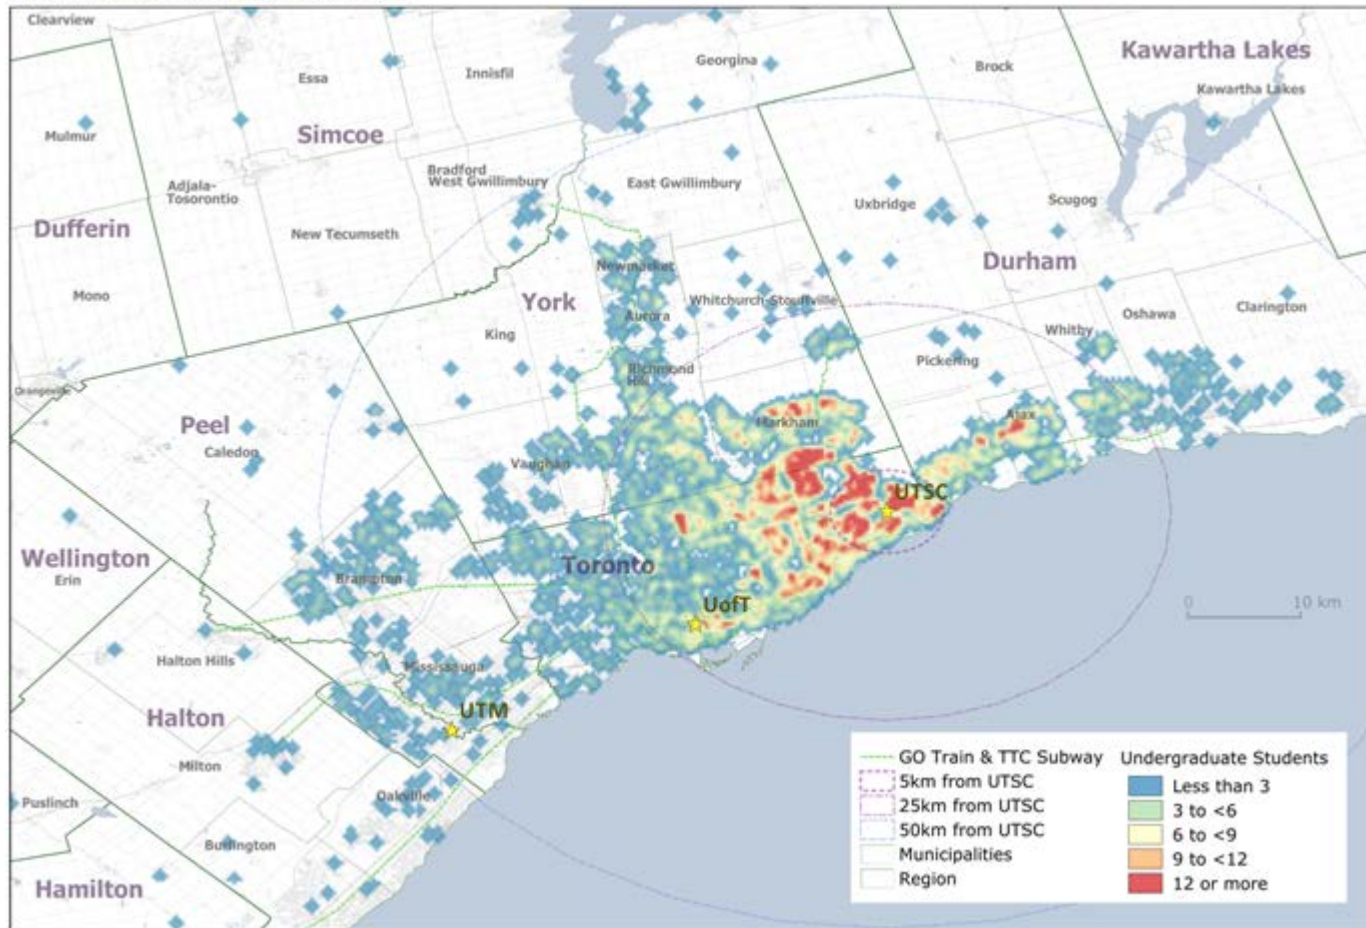 Clearview
Essa
Innisfil
Georgina
Brock
Kawartha Lakes
Kawartha Lakes
Mulmur
Simcoe
Adjala-
Tosorontio
Bradford
West Gwillimbury
East Gwillimbury
Uxbridge
Scugog
Dufferin
New Tecumseth
Newmarket
Durham
Mono
York
Whitchurch-Stouffville
King
Aurora
Whitby
Oshawa
Clarington
Pickering
Orangeville
Richmond
Hill
Peel
Caledon
Markham
Ajax
Vaughan
UTSC
Wellington
Erin
Brampton
Toronto
UofT
0 10 km
Halton Hills
Mississauga
Halton
UTM
Milton
Oakville
Puslinch
Burlington
Hamilton
GO Train & TTC Subway
5km from UTSC
25km from UTSC
50km from UTSC
Municipalities
Region
Undergraduate Students
Less than 3
3 to <6
6 to <9
9 to <12
12 or more